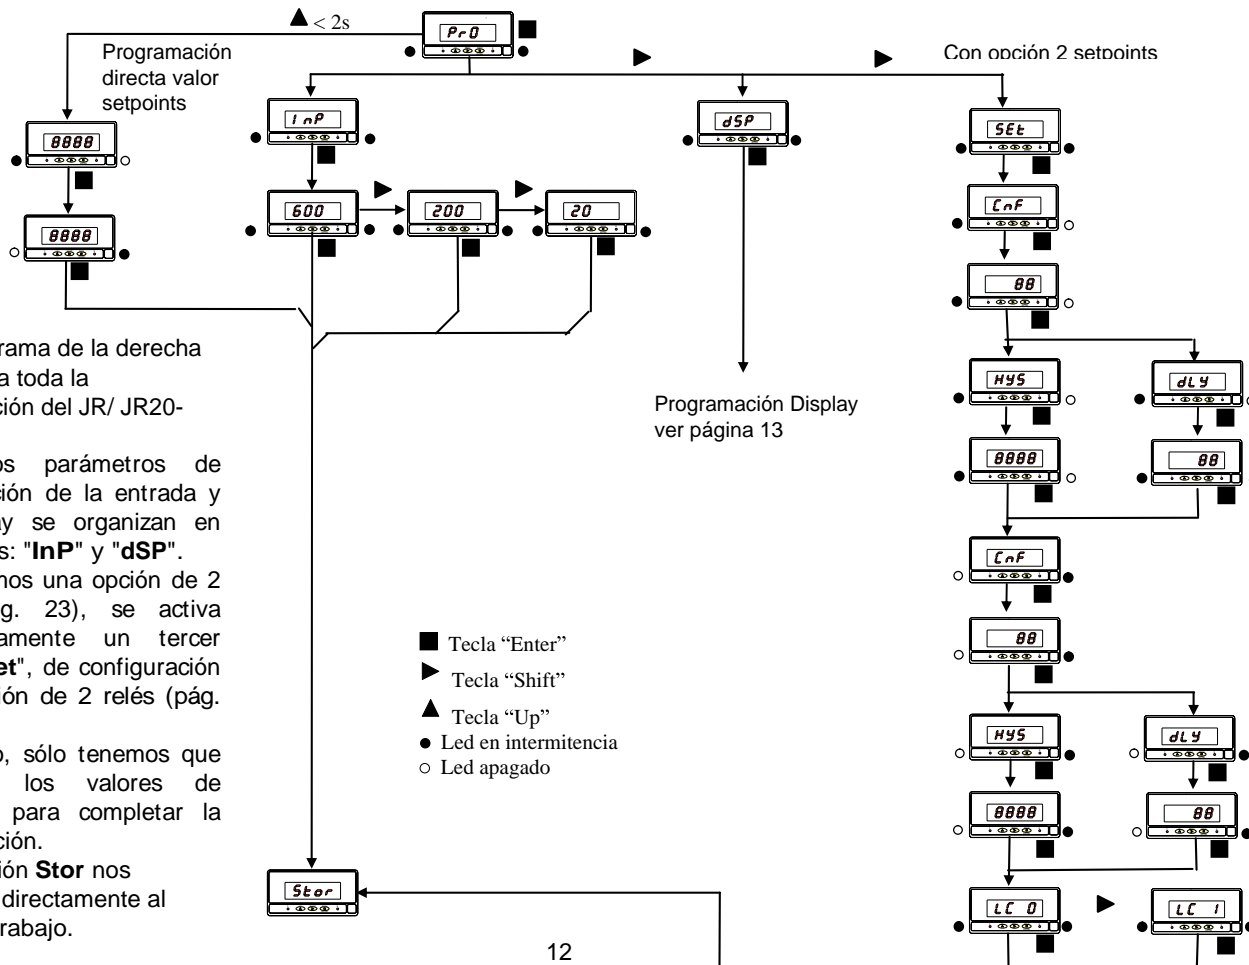 < 2s
PrO
Programación
directa valor
setpoints
Con opción 2 setpoints
InP
dSP
SEt
8888
600
200
20
CnF
8888
88
HYS
dLY
8888
88
CnF
88
HYS
dLY
8888
88
LC 0
LC 1
Programación Display
ver página 13
rama de la derecha
a toda la
ción del JR/ JR20-
os parámetros de
ción de la entrada y
ay se organizan en
s: "InP" y "dSP".
mos una opción de 2
g. 23), se activa
amente un tercer
et", de configuración
ión de 2 relés (pág.
o, sólo tenemos que
los valores de
para completar la
ción.
ión Stor nos
directamente al
rabajo.
Tecla “Enter”
Tecla “Shift”
Tecla “Up”
Led en intermitencia
Led apagado
Stor
12